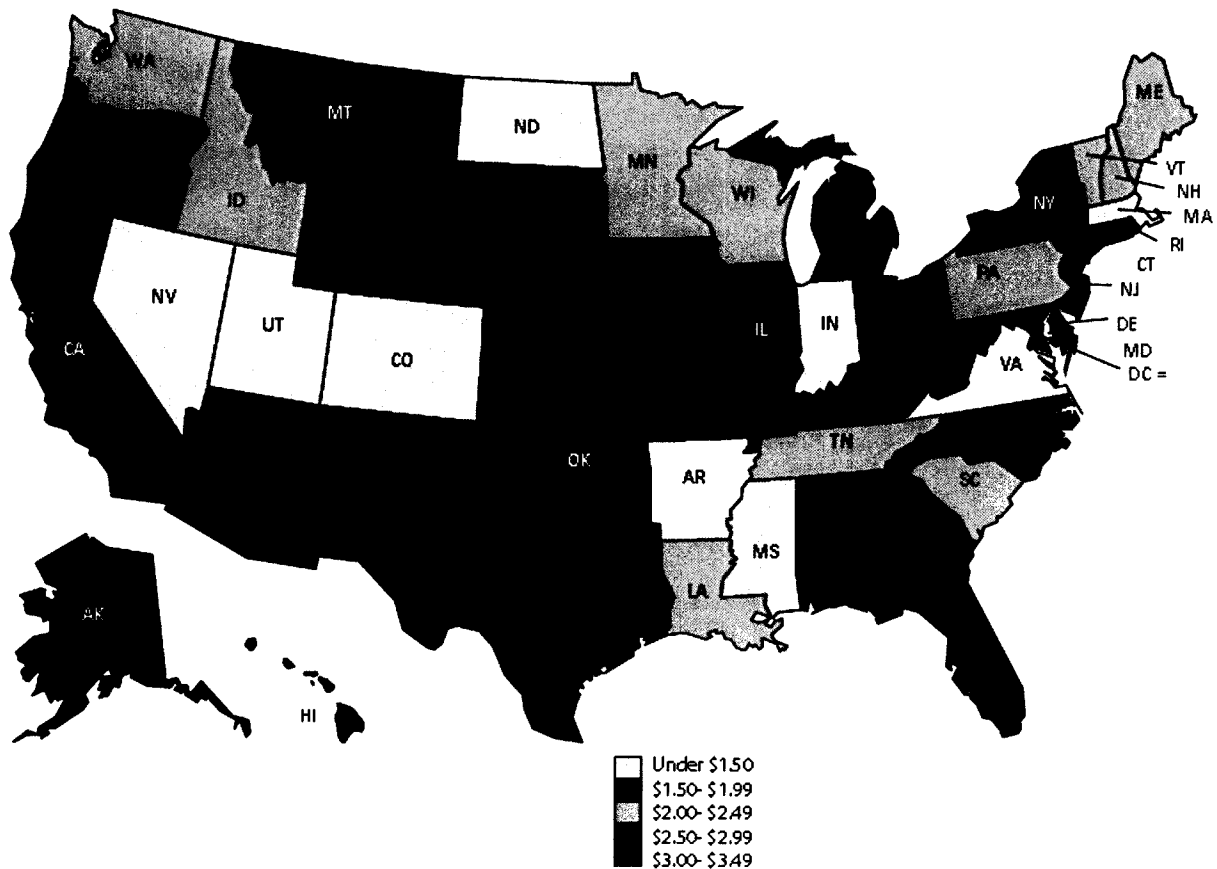 WA
MT
ND
ME
MN
ID
WI
VT
NH
NY
MA
RI
CT
PA
NJ
NV
UT
IL
IN
DE
CA
CO
MD
VA
DC =
TN
OK
AR
SC
MS
LA
AK
HI
Under $1.50
$1.50- $1.99
$2.00- $2.49
$2.50- $2.99
$3.00- $3.49